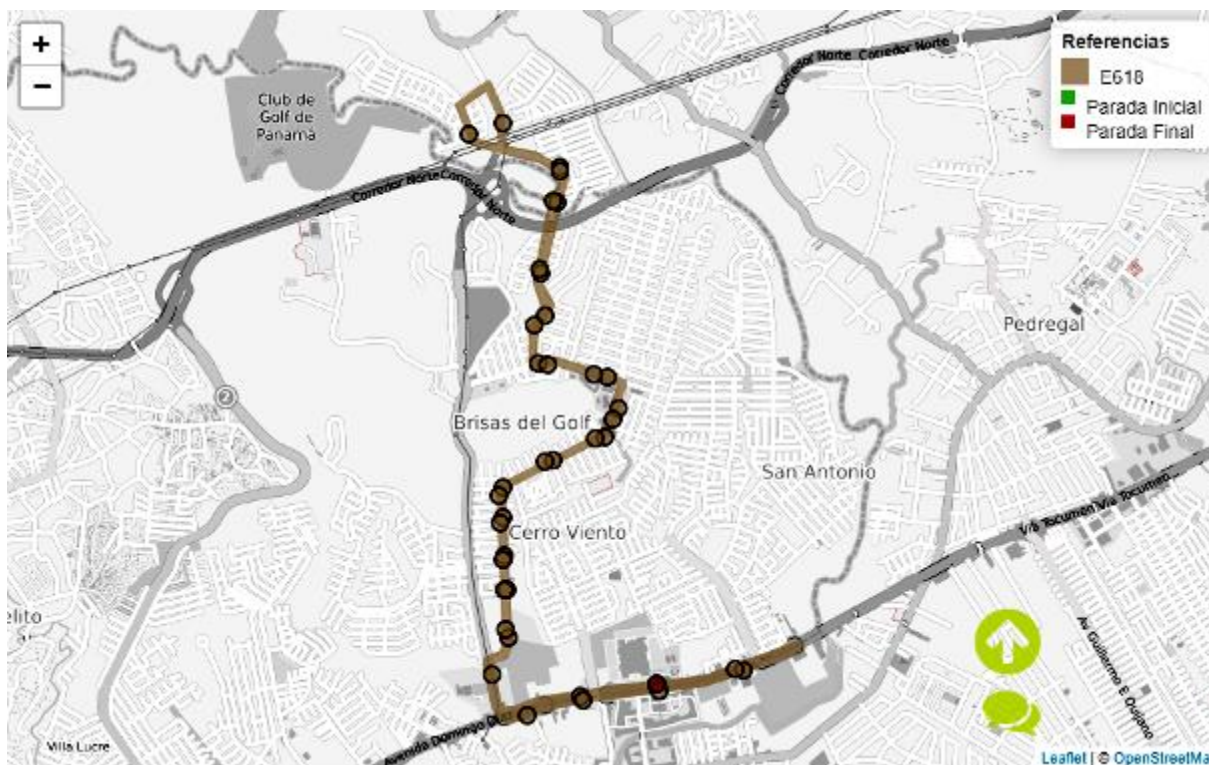 +
−
Referencias
E618
Parada Inicial
Parada Final
Corredor Norte Corredor Norte
Club de
Golf de
Panamá
Corredor Norte
Corredor Norte
Pedregal
2
Brisas del Golf
San Antonio
Cerro Viento
Vía Tocumen Vía Tocumen
elito
Av Guillermo E Quijano
Avenida Domingo
Villa Lucre
Leaflet | © OpenStreetMa